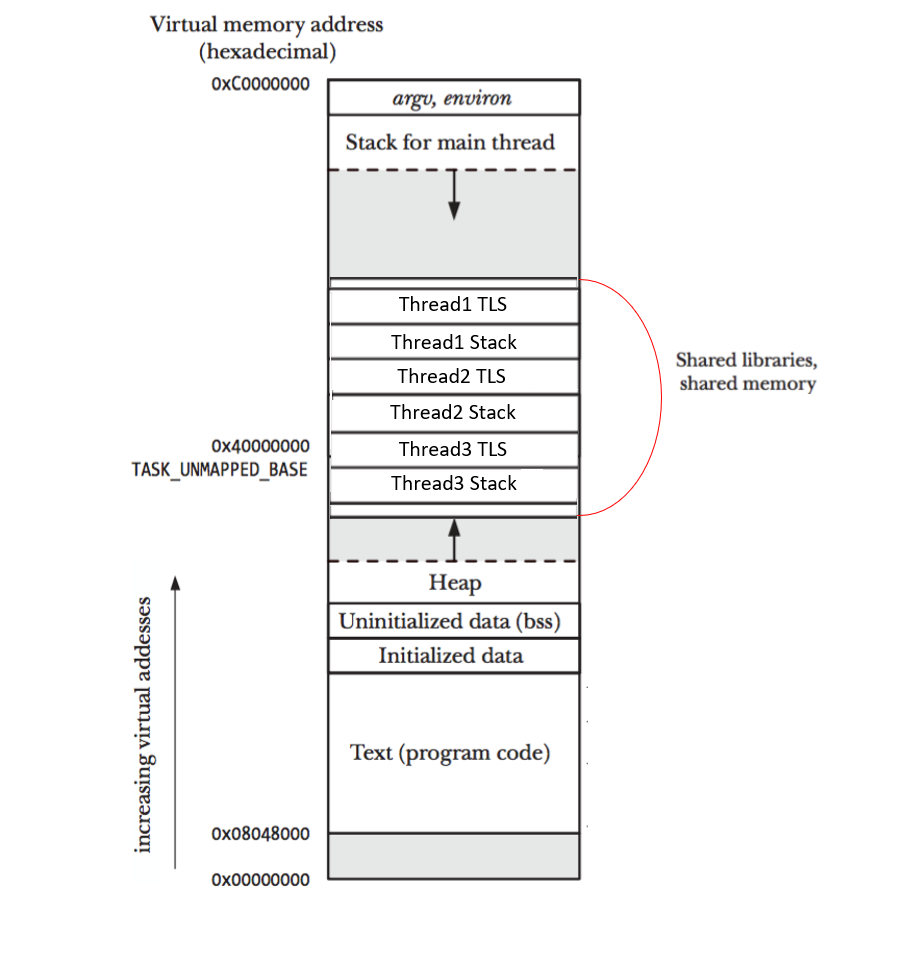 Virtual memory address
(hexadecimal)
0xC0000000
argv, environ
Stack for main thread
Thread1 TLS
Thread1 Stack
Thread2 TLS
Thread2 Stack
Thread3 TLS
Thread3 Stack
Shared libraries,
shared memory
0x40000000
TASK_UNMAPPED_BASE
Heap
Uninitialized data (bss)
Initialized data
Text (program code)
increasing virtual addesses
0x08048000
0x00000000